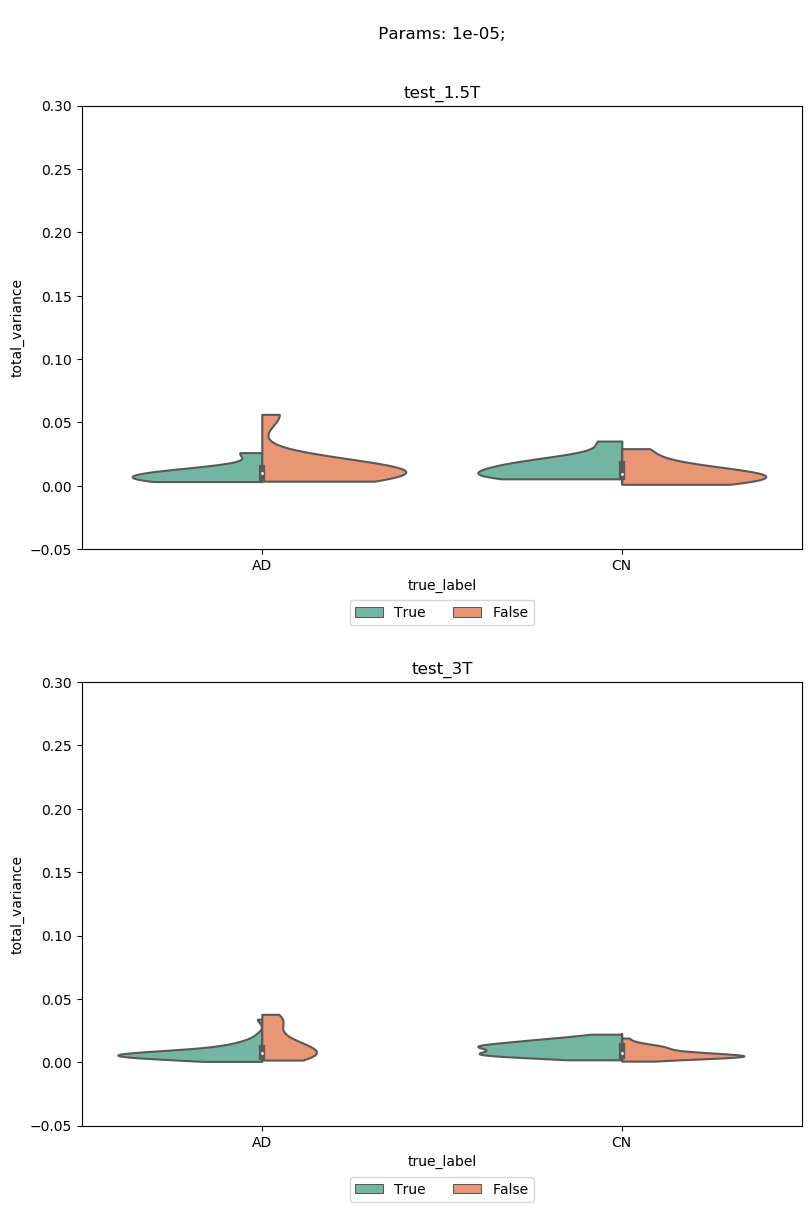 Params: 1e-05;
test_1.5T
0.30
0.25
0.20
0.15
0.10
0.05
0.00
−0.05
total_variance
AD CN
true_label
True False
test_3T
0.30
0.25
0.20
0.15
0.10
0.05
0.00
−0.05
total_variance
AD CN
true_label
True False